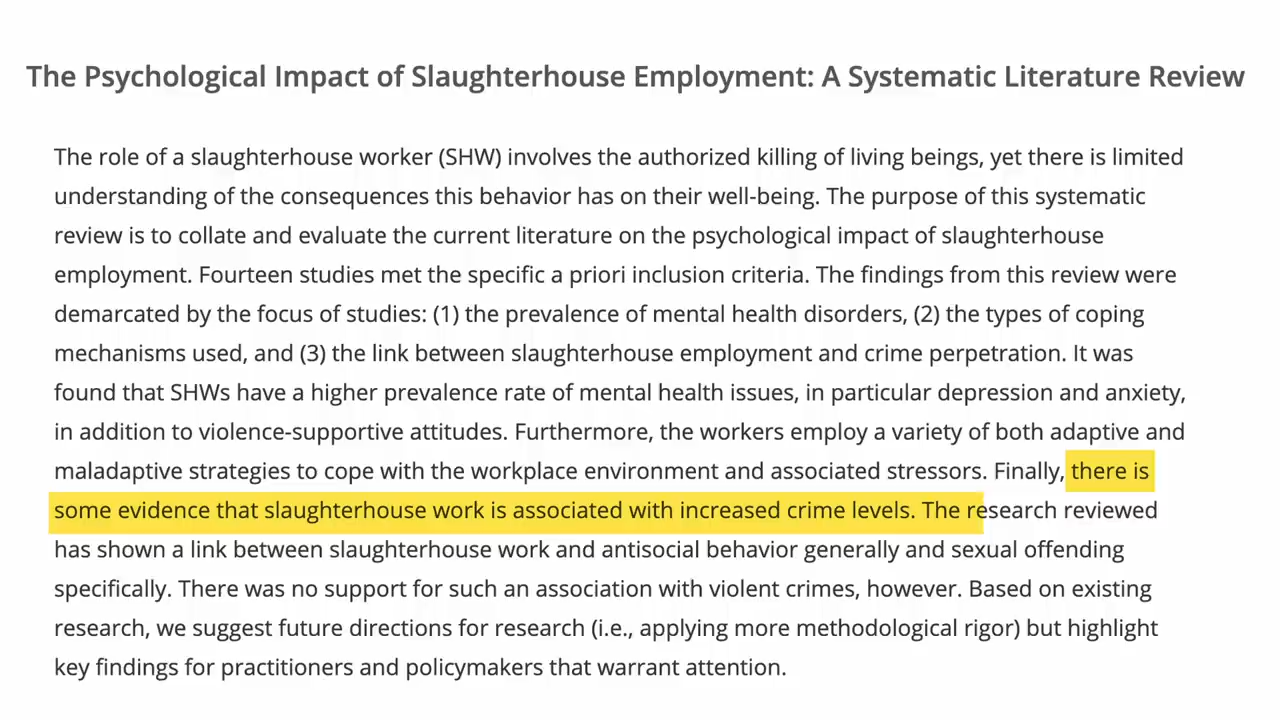 The Psychological Impact of Slaughterhouse Employment: A Systematic Literature Review
The role of a slaughterhouse worker (SHW) involves the authorized killing of living beings, yet there is limited
understanding of the consequences this behavior has on their well-being. The purpose of this systematic
review is to collate and evaluate the current literature on the psychological impact of slaughterhouse
employment. Fourteen studies met the specific a priori inclusion criteria. The findings from this review were
demarcated by the focus of studies: (1) the prevalence of mental health disorders, (2) the types of coping
mechanisms used, and (3) the link between slaughterhouse employment and crime perpetration. It was
found that SHWs have a higher prevalence rate of mental health issues, in particular depression and anxiety,
in addition to violence-supportive attitudes. Furthermore, the workers employ a variety of both adaptive and
maladaptive strategies to cope with the workplace environment and associated stressors. Finally, there is
some evidence that slaughterhouse work is associated with increased crime levels. The research reviewed
has shown a link between slaughterhouse work and antisocial behavior generally and sexual offending
specifically. There was no support for such an association with violent crimes, however. Based on existing
research, we suggest future directions for research (i.e., applying more methodological rigor) but highlight
key findings for practitioners and policymakers that warrant attention.